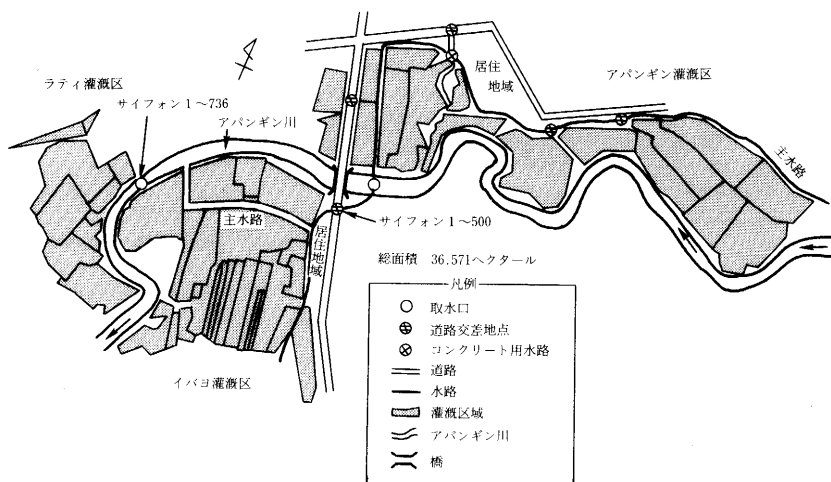 居住
地域
アパンギン灌漑区
ラティ灌漑区
サイフォン1～736
アパンギン川
主水路
主水路
居住地域
サイフォン1～500
総面積 36.571ヘクタール
凡例
取水口
道路交差地点
コンクリート用水路
道路
水路
灌漑区域
アパンギン川
橋
イバヨ灌漑区